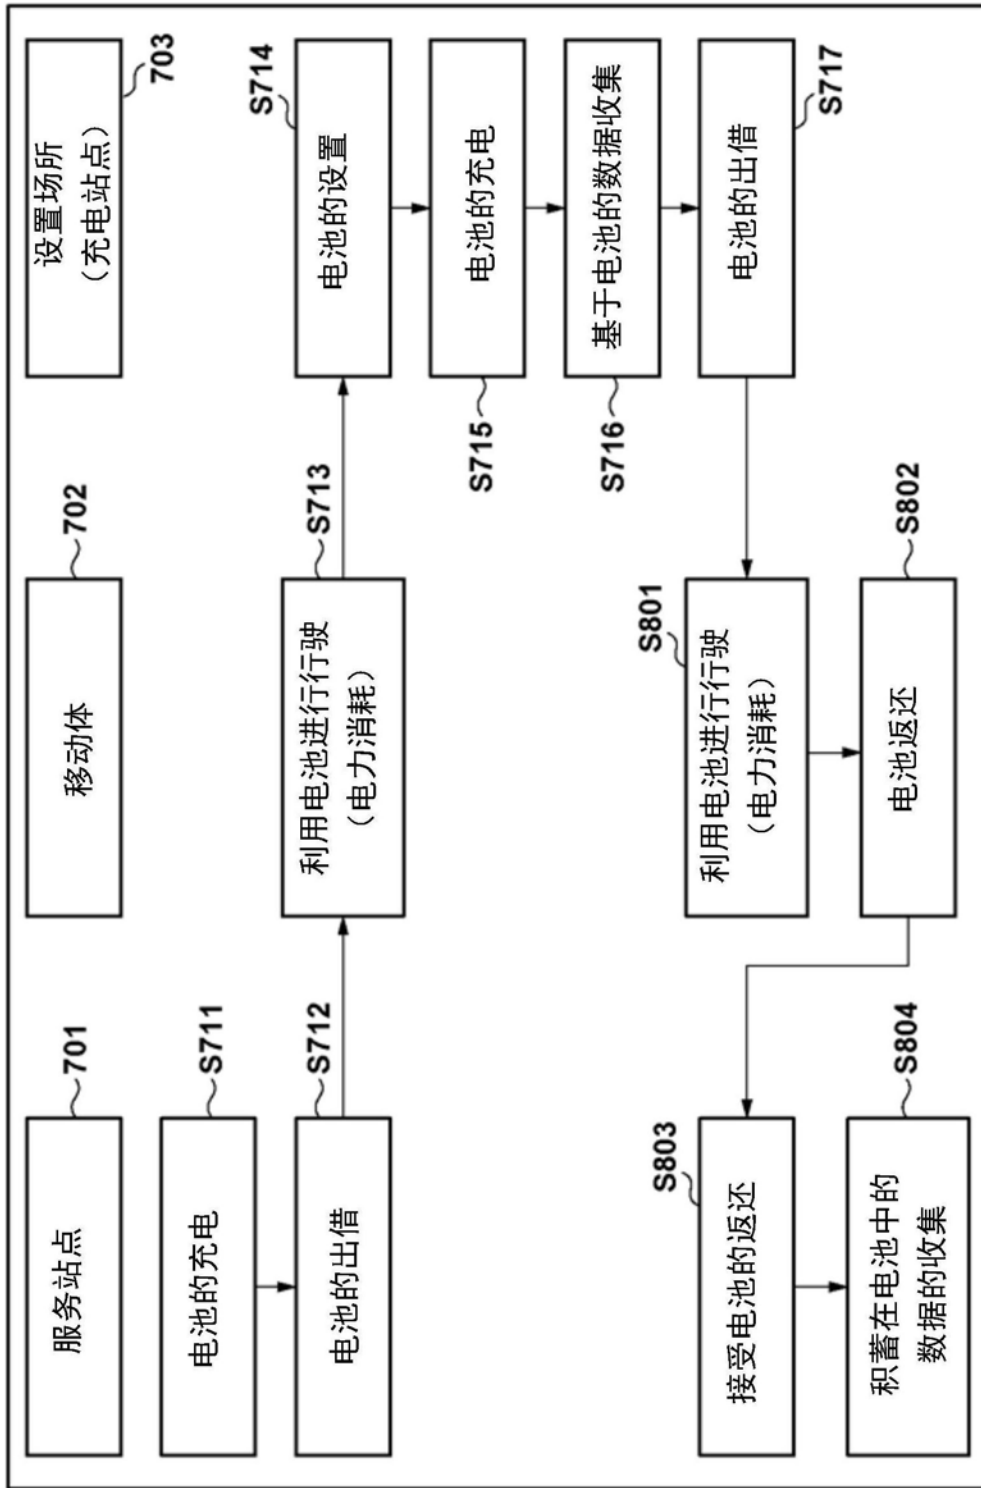 服务站点
701
移动体
702
设置场所
（充电站点）
703
电池的充电
S711
电池的出借
S712
利用电池进行行驶
（电力消耗）
S713
电池的设置
S714
电池的充电
S715
基于电池的数据收集
S716
电池的出借
S717
利用电池进行行驶
（电力消耗）
S801
电池返还
S802
接受电池的返还
S803
积蓄在电池中的
数据的收集
S804